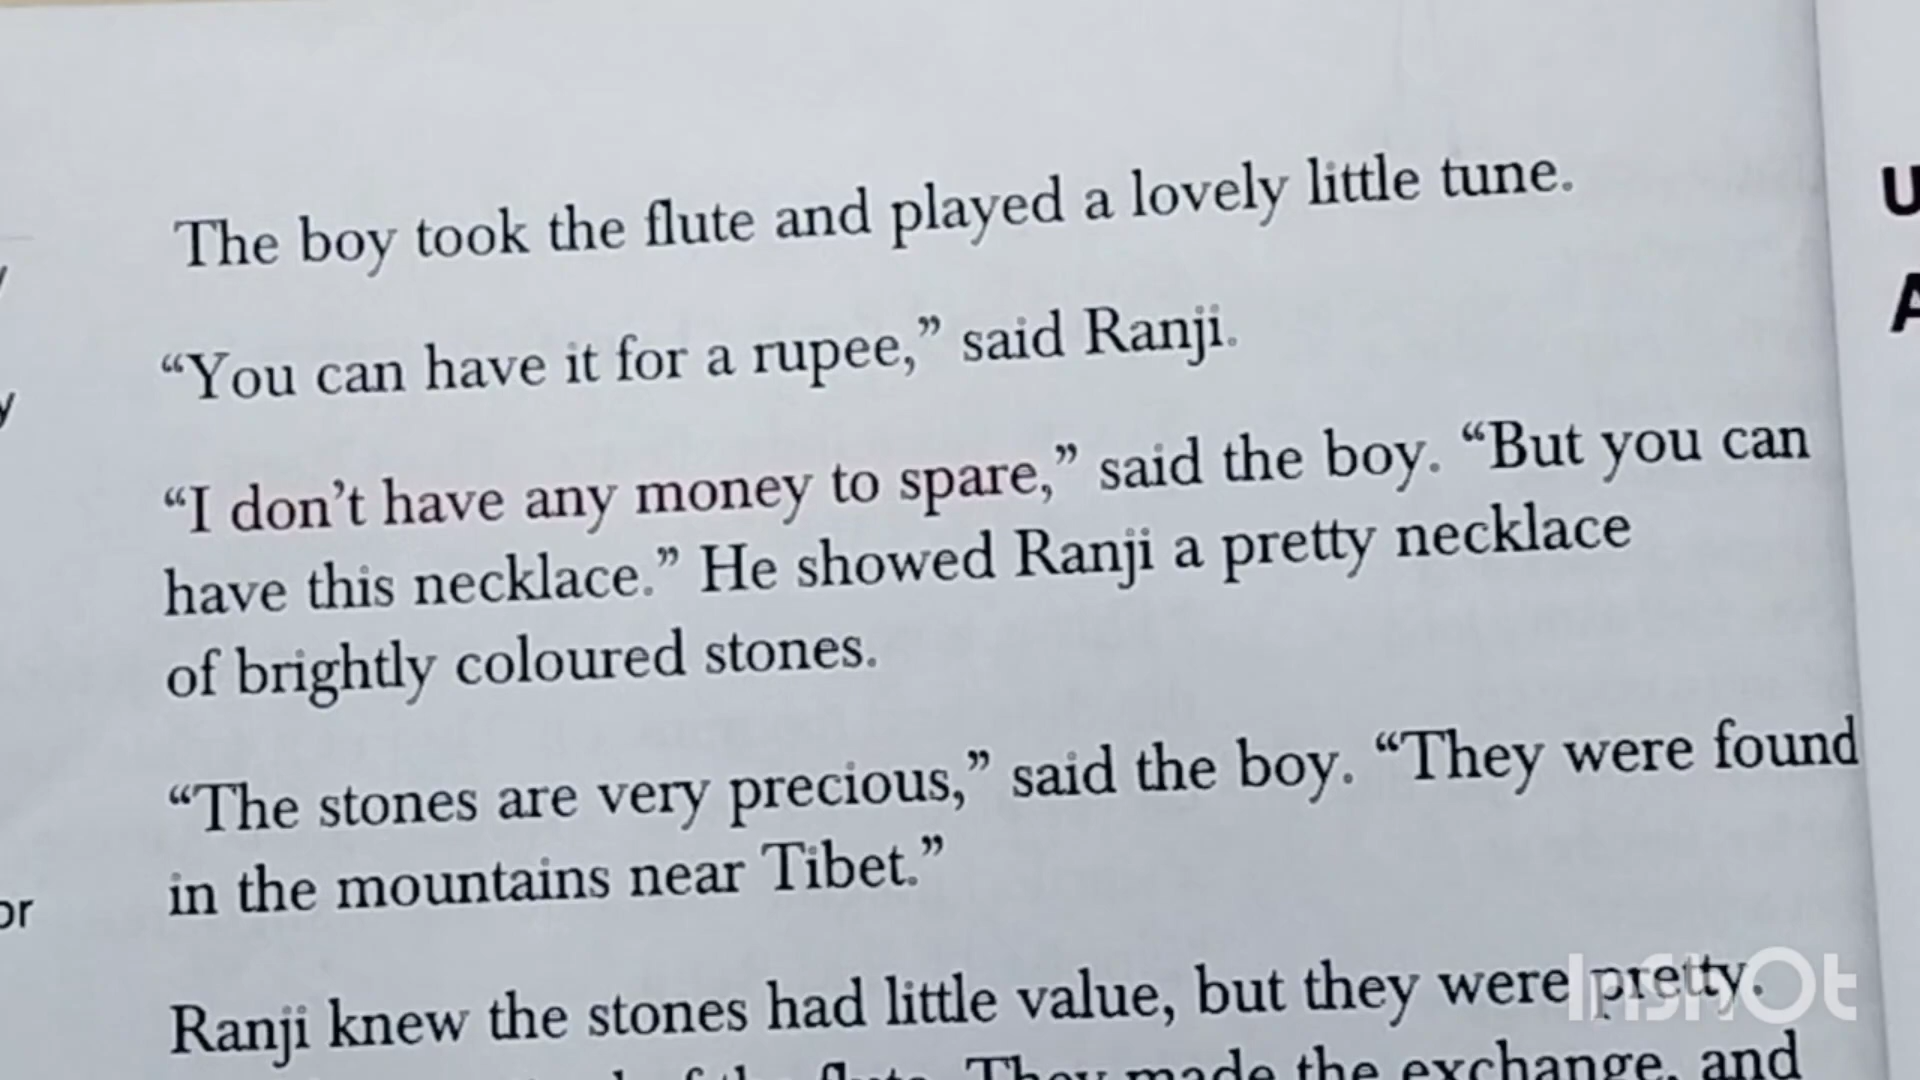 The boy took the flute and played a lovely little tune.
“You can have it for a rupee,” said Ranji.
“I don’t have any money to spare,” said the boy. “But you can
have this necklace.” He showed Ranji a pretty necklace
of brightly coloured stones.
“The stones are very precious,” said the boy. “They were found
in the mountains near Tibet.”
Ranji knew the stones had little value, but they were pretty.
They made the exchange, and
or
U
A
InShot